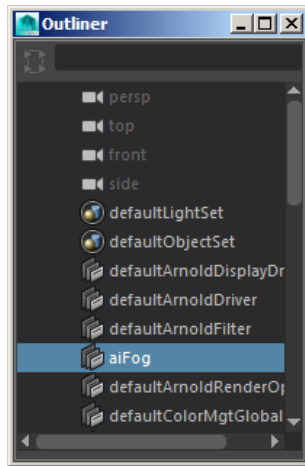 Outliner
persp
top
front
side
defaultLightSet
defaultObjectSet
defaultArnoldDisplayDr
defaultArnoldDriver
defaultArnoldFilter
aiFog
defaultArnoldRenderOp
defaultColorMgtGlobal